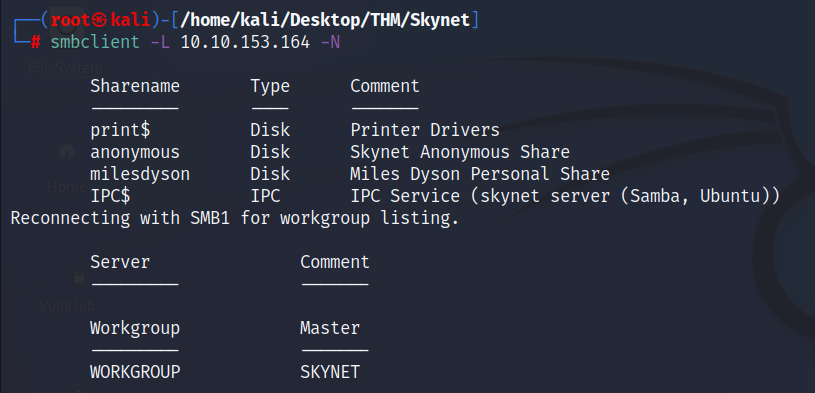 ┌──(root㉿kali)-[/home/kali/Desktop/THM/Skynet]
└─# smbclient -L 10.10.153.164 -N
File System
Sharename Type Comment
--------- ---- -------
print$ Disk Printer Drivers
anonymous Disk Skynet Anonymous Share
milesdyson Disk Miles Dyson Personal Share
Home
IPC$ IPC IPC Service (skynet server (Samba, Ubuntu))
Reconnecting with SMB1 for workgroup listing.
Server Comment
--------- -------
VulnHub
Workgroup Master
--------- -------
WORKGROUP SKYNET